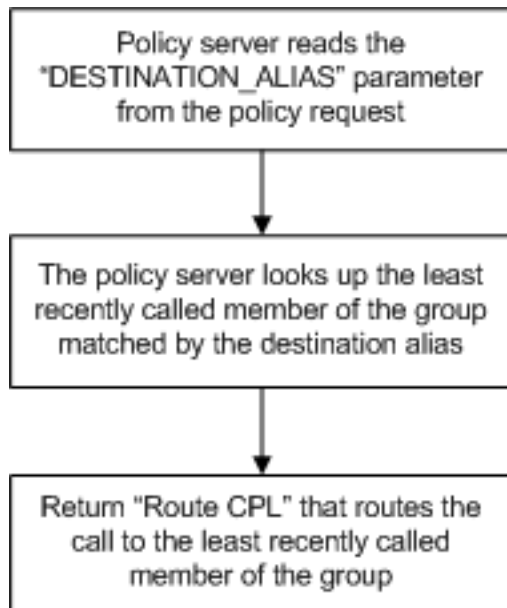 Policy server reads the
"DESTINATION_ALIAS" parameter
from the policy request
The policy server looks up the least
recently called member of the group
matched by the destination alias
Return "Route CPL" that routes the
call to the least recently called
member of the group